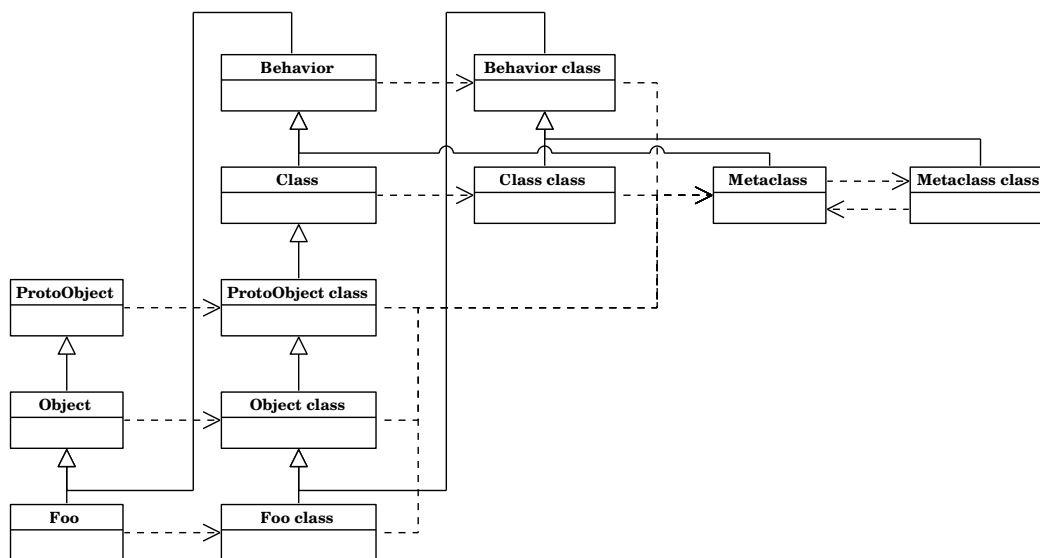 Behavior
Behavior class
Class
Class class
Metaclass
Metaclass class
ProtoObject
ProtoObject class
Object
Object class
Foo
Foo class